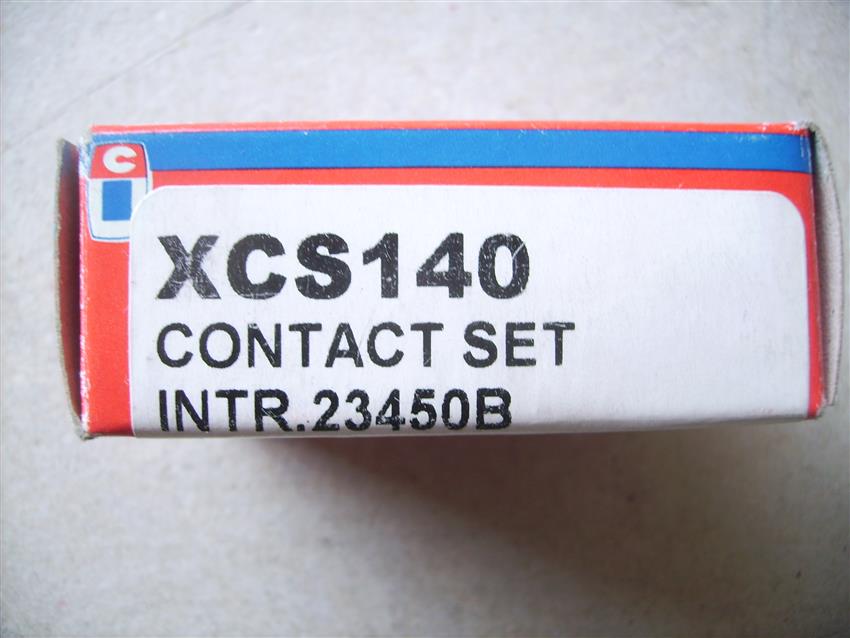 C
XCS140
CONTACT SET
INTR.23450B